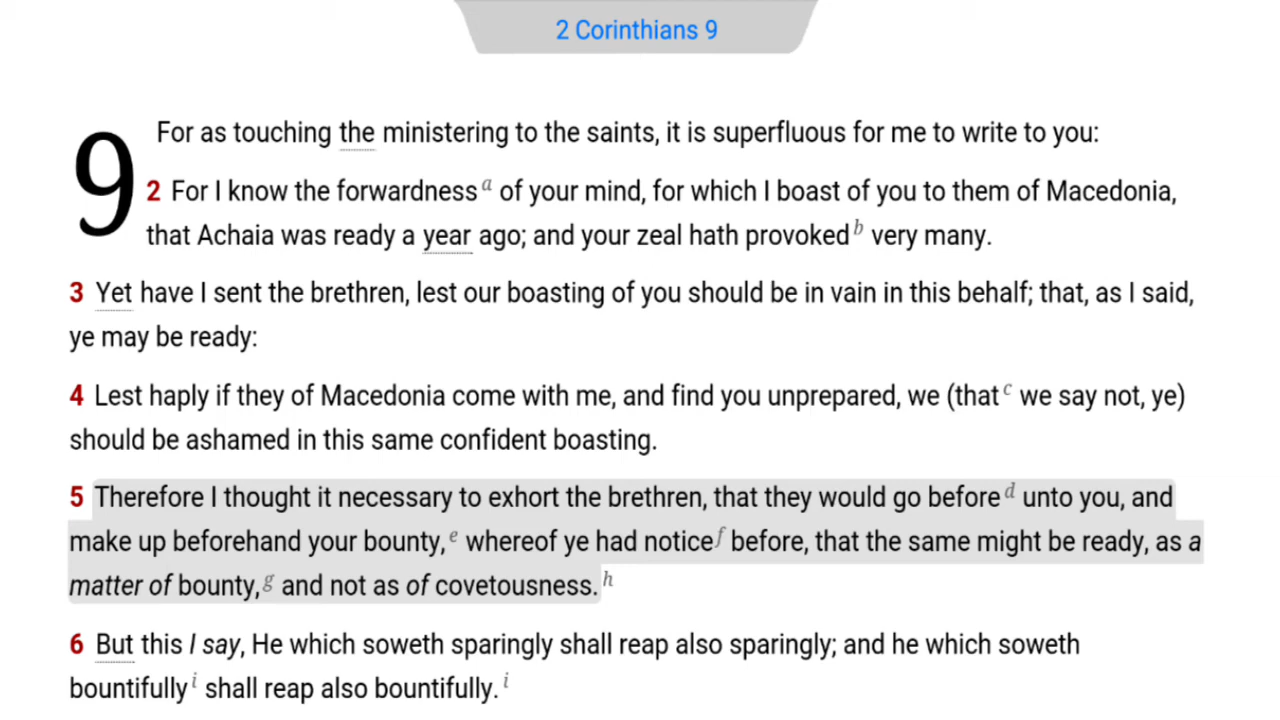 2 Corinthians 9
9 For as touching the ministering to the saints, it is superfluous for me to write to you:
2 For I know the forwardness a of your mind, for which I boast of you to them of Macedonia,
that Achaia was ready a year ago; and your zeal hath provoked b very many.
3 Yet have I sent the brethren, lest our boasting of you should be in vain in this behalf; that, as I said,
ye may be ready:
4 Lest haply if they of Macedonia come with me, and find you unprepared, we (that c we say not, ye)
should be ashamed in this same confident boasting.
5 Therefore I thought it necessary to exhort the brethren, that they would go before d unto you, and
make up beforehand your bounty, e whereof ye had notice f before, that the same might be ready, as a
matter of bounty, g and not as of covetousness. h
6 But this I say, He which soweth sparingly shall reap also sparingly; and he which soweth
bountifully i shall reap also bountifully. i